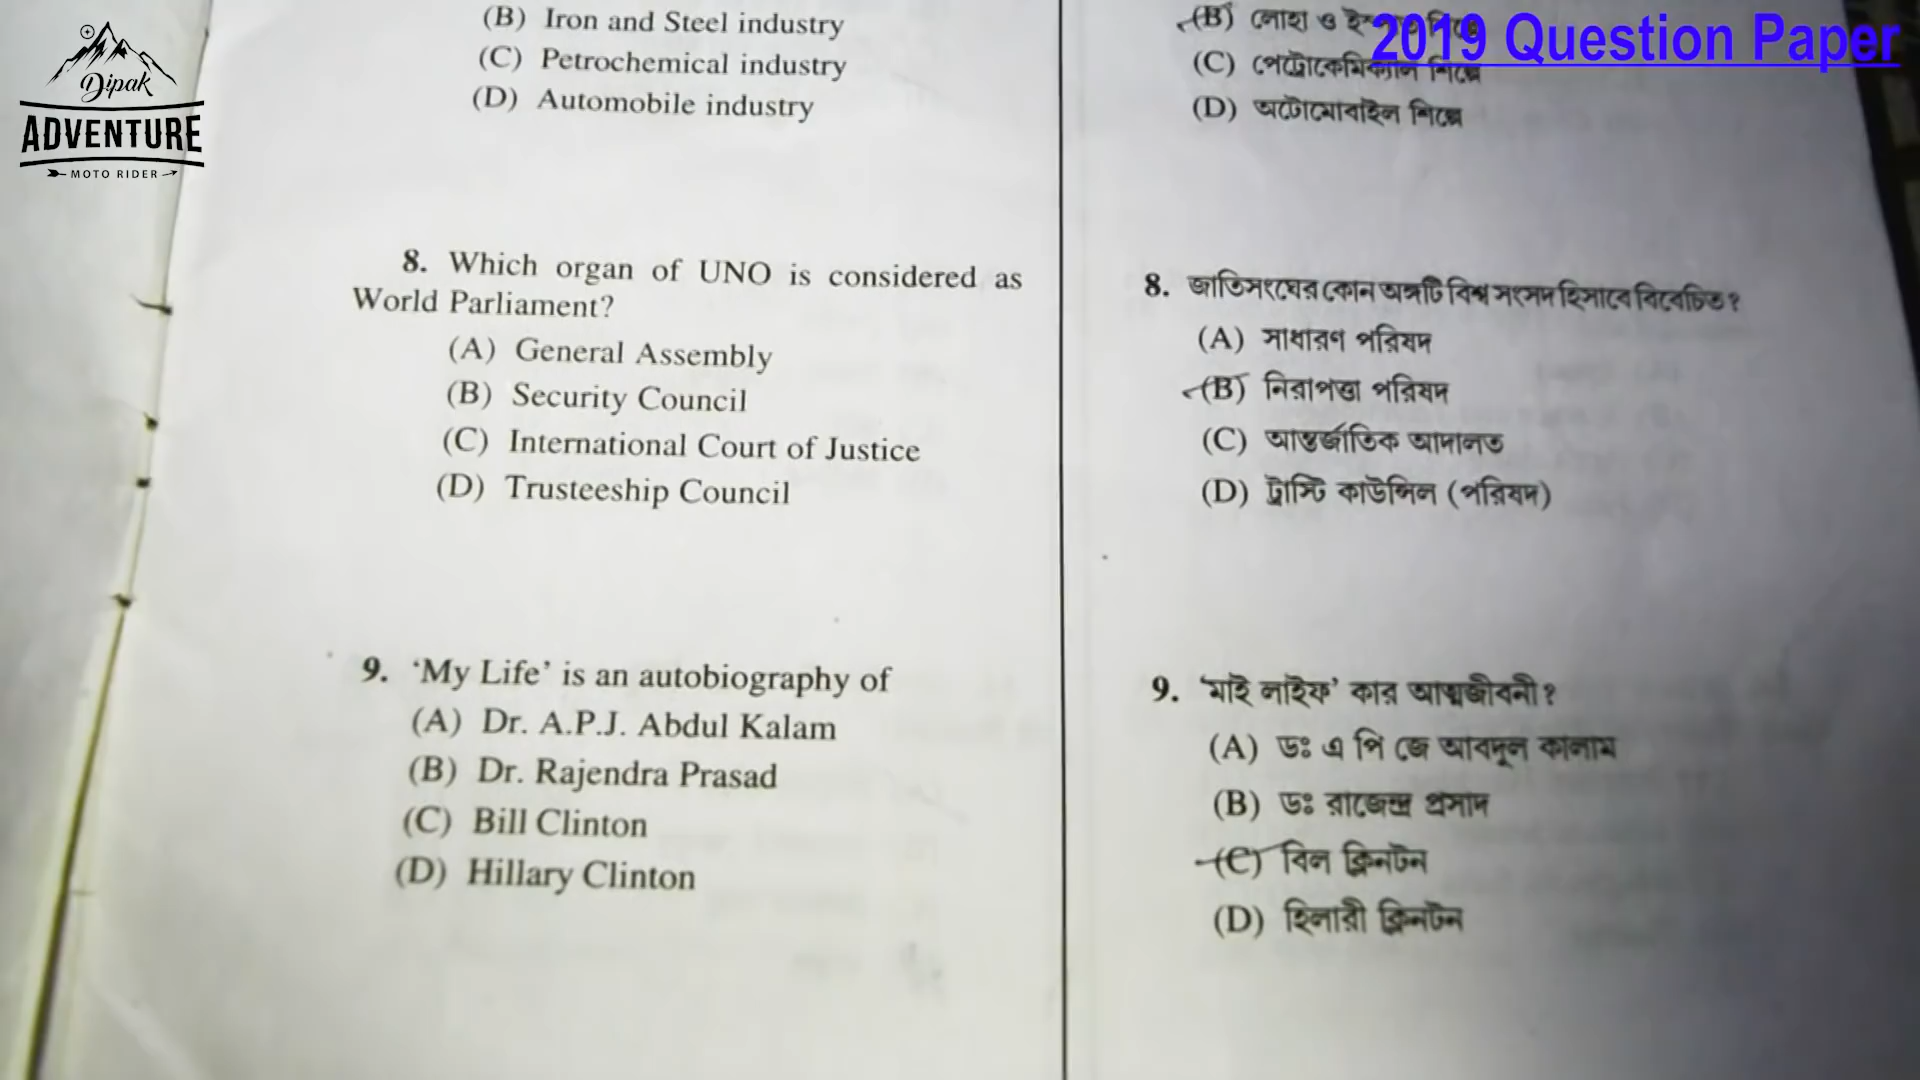 Dipak
ADVENTURE
MOTO RIDER
2019 Question Paper
(B) Iron and Steel industry
(C) Petrochemical industry
(D) Automobile industry
8. Which organ of UNO is considered as
World Parliament?
(A) General Assembly
(B) Security Council
(C) International Court of Justice
(D) Trusteeship Council
9. ‘My Life’ is an autobiography of
(A) Dr. A.P.J. Abdul Kalam
(B) Dr. Rajendra Prasad
(C) Bill Clinton
(D) Hillary Clinton
(B) লোহা ও
(C) পেট্রোকেমিক্যাল শিল্পে
(D) অটোমোবাইল শিল্পে
8. জাতিসংঘের কোন অঙ্গটি বিশ্ব সংসদ হিসাবে বিবেচিত?
(A) সাধারণ পরিষদ
(B) নিরাপত্তা পরিষদ
(C) আন্তর্জাতিক আদালত
(D) ট্রাস্টি কাউন্সিল (পরিষদ)
9. ‘মাই লাইফ’ কার আত্মজীবনী?
(A) ডঃ এ পি জে আবদুল কালাম
(B) ডঃ রাজেন্দ্র প্রসাদ
(C) বিল ক্লিনটন
(D) হিলারী ক্লিনটন